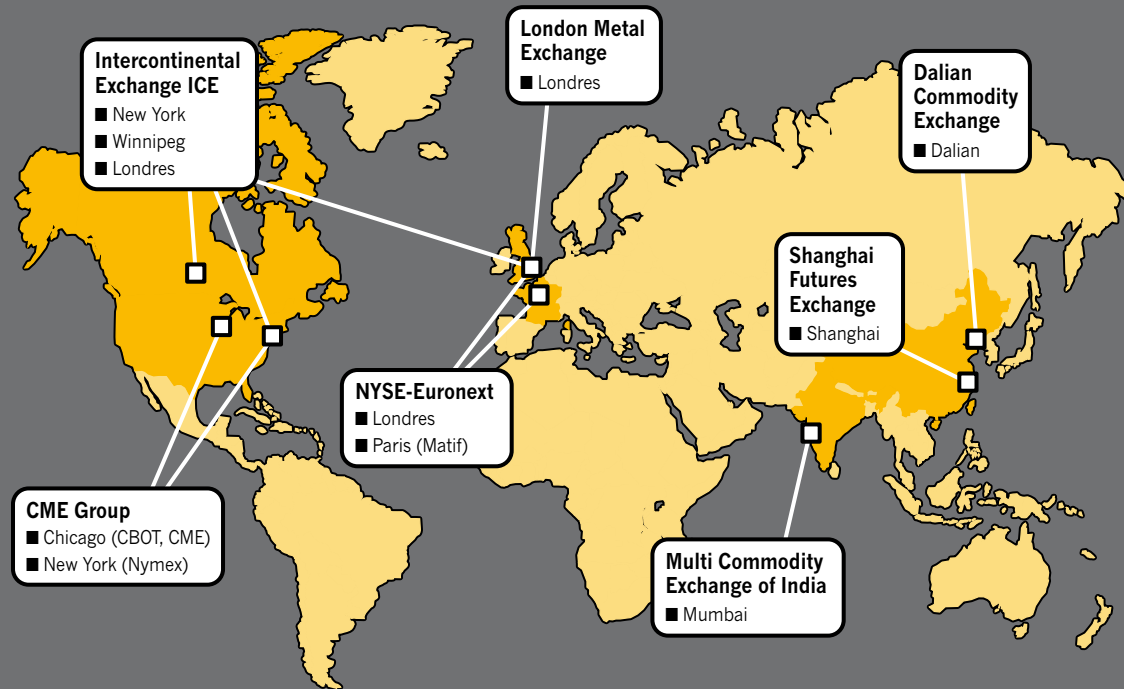 Intercontinental
Exchange ICE
■ New York
■ Winnipeg
■ Londres
London Metal
Exchange
■ Londres
Dalian
Commodity
Exchange
■ Dalian
Shanghai
Futures
Exchange
■ Shanghai
NYSE-Euronext
■ Londres
■ Paris (Matif)
CME Group
■ Chicago (CBOT, CME)
■ New York (Nymex)
Multi Commodity
Exchange of India
■ Mumbai